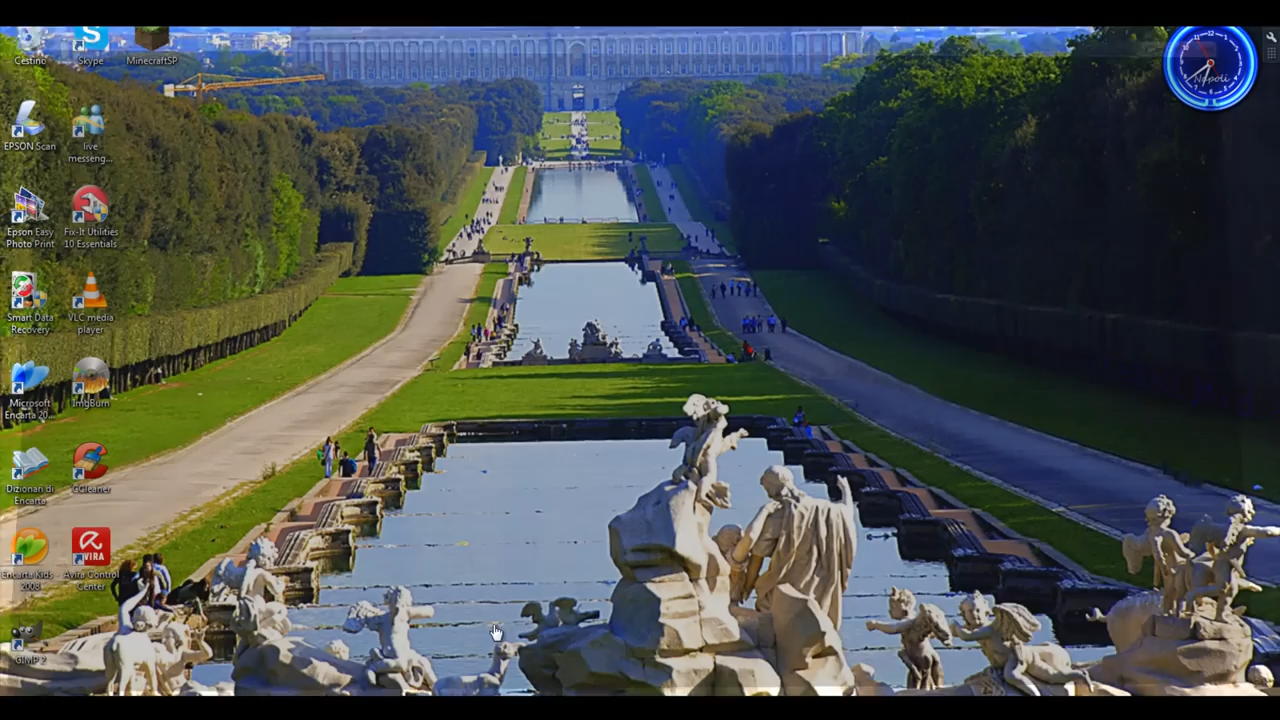 Cestino
Skype
MinecraftSP
EPSON Scan
live
messeng...
Epson Easy
Photo Print
Fix-It Utilities
10 Essentials
Smart Data
Recovery
VLC media
player
Microsoft
Encarta 20...
ImgBurn
Dizionari di
Encarta
CCleaner
Encarta Kids
2008
AVIRA
Avira Control
Center
GIMP 2
Napoli